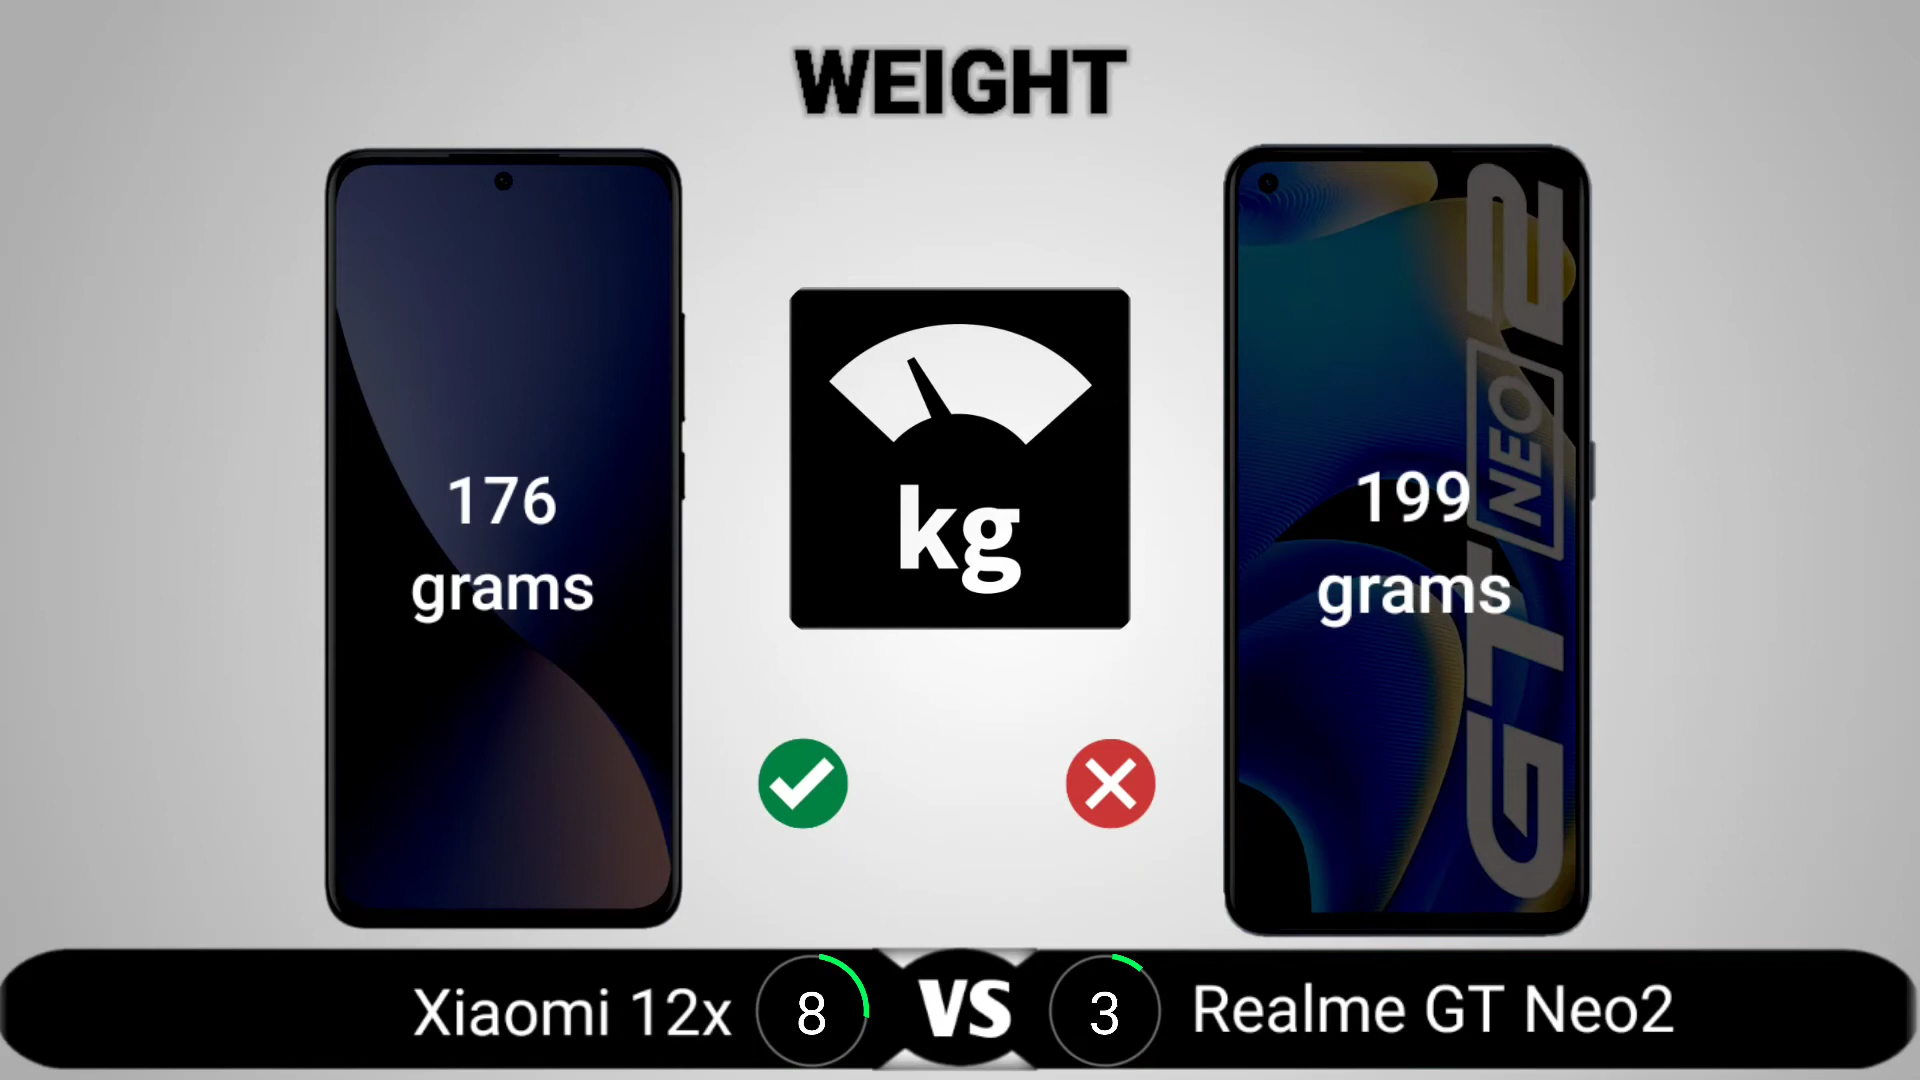 WEIGHT
176
grams
kg
199
grams
GT NEO 2
Xiaomi 12x
8
VS
3
Realme GT Neo2